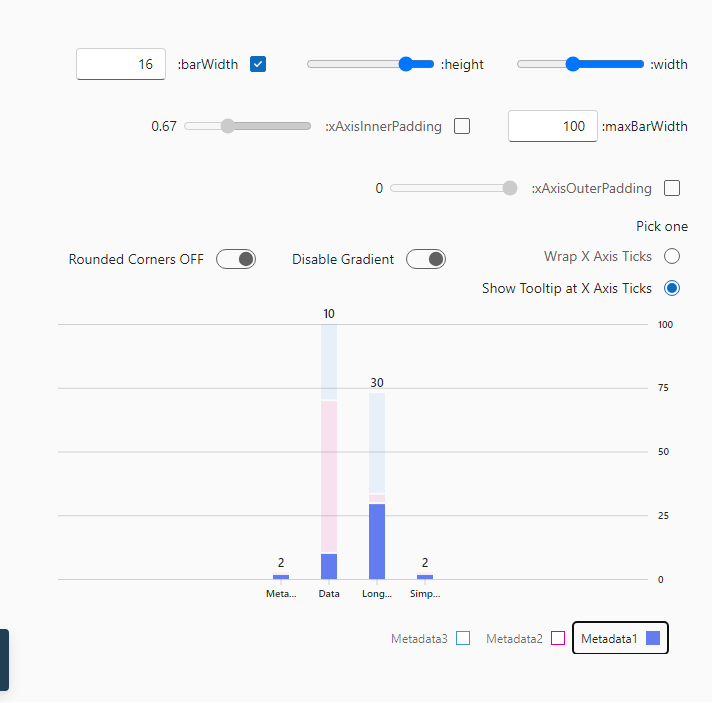 16 :barWidth :height :width
0.67 :xAxisInnerPadding 100 :maxBarWidth
0 :xAxisOuterPadding
Pick one
Rounded Corners OFF Disable Gradient Wrap X Axis Ticks
Show Tooltip at X Axis Ticks
10
100
30
75
50
25
2
2
0
Meta... Data Long... Simp...
Metadata3 Metadata2 Metadata1